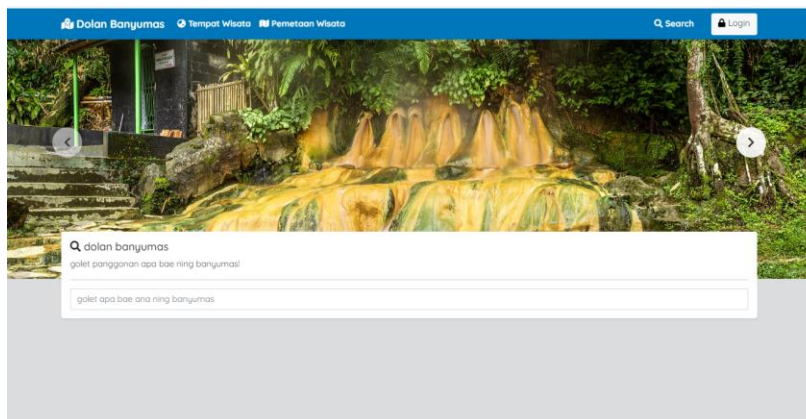 Dolan Banyumas Tempat Wisata Pemetaan Wisata Search Login
dolan banyumas
golet panggonan apa bae ning banyumas!
golet apa bae ana ning banyumas